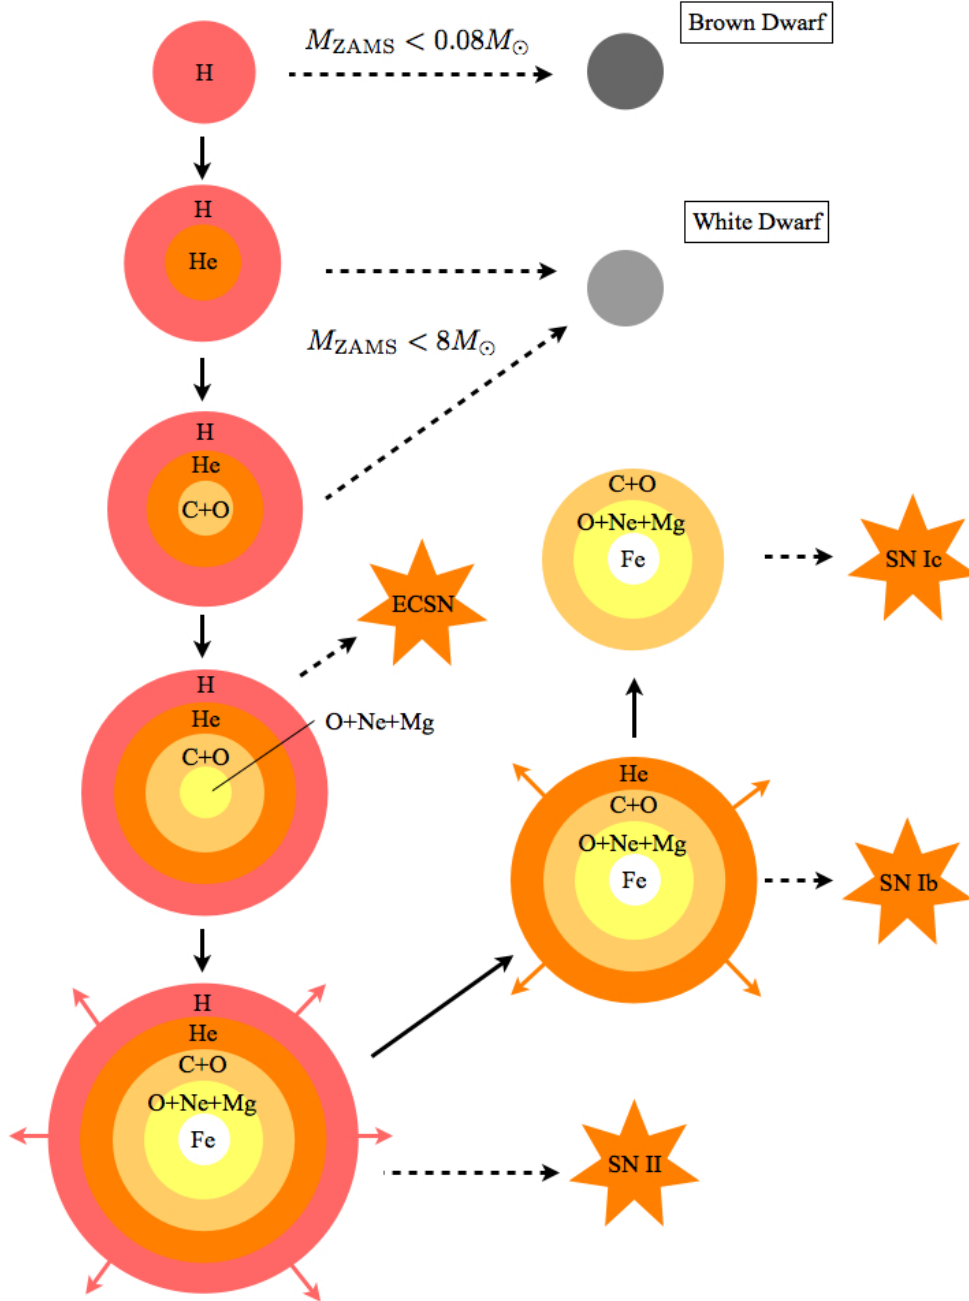 Brown Dwarf
M_ZAMS < 0.08M_⊙
H
H
He
White Dwarf
M_ZAMS < 8M_⊙
H
He
C+O
C+O
O+Ne+Mg
Fe
SN Ic
ECSN
H
He
C+O
O+Ne+Mg
He
C+O
O+Ne+Mg
Fe
SN Ib
H
He
C+O
O+Ne+Mg
Fe
SN II